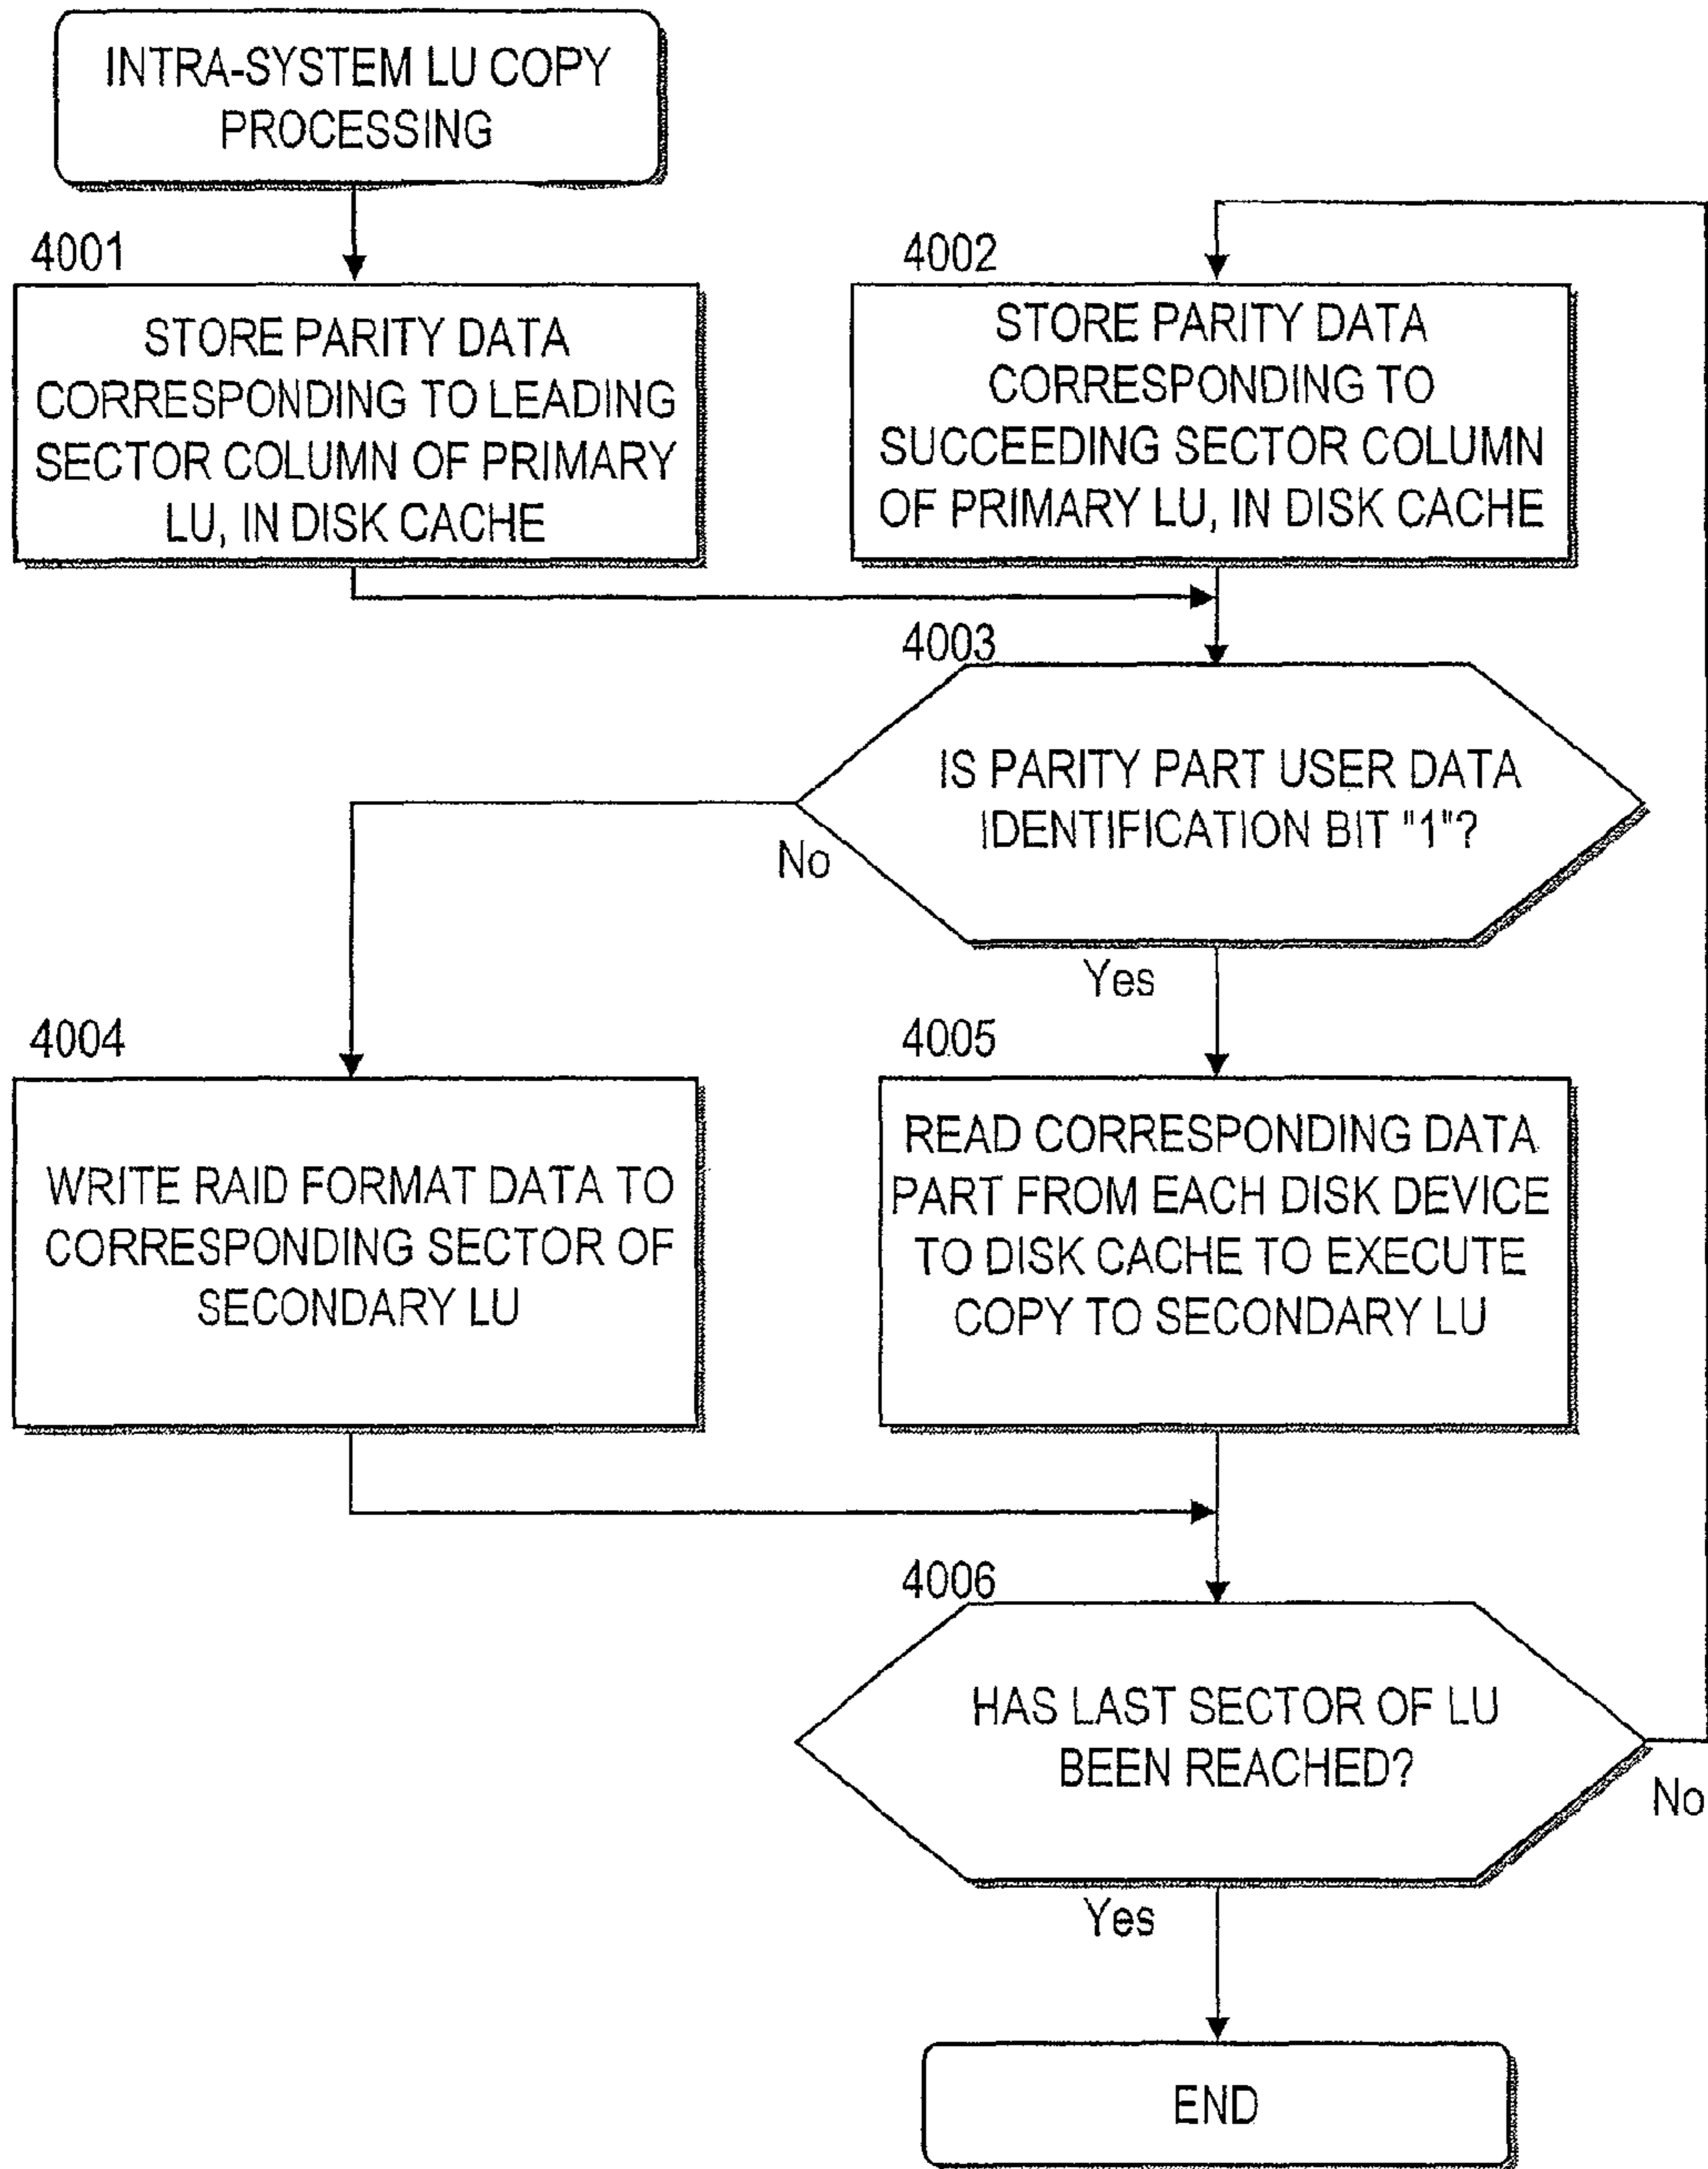 INTRA-SYSTEM LU COPY
PROCESSING
4001
STORE PARITY DATA
CORRESPONDING TO LEADING
SECTOR COLUMN OF PRIMARY
LU, IN DISK CACHE
4002
STORE PARITY DATA
CORRESPONDING TO
SUCCEEDING SECTOR COLUMN
OF PRIMARY LU, IN DISK CACHE
4003
IS PARITY PART USER DATA
IDENTIFICATION BIT "1"?
No
Yes
4004
WRITE RAID FORMAT DATA TO
CORRESPONDING SECTOR OF
SECONDARY LU
4005
READ CORRESPONDING DATA
PART FROM EACH DISK DEVICE
TO DISK CACHE TO EXECUTE
COPY TO SECONDARY LU
4006
HAS LAST SECTOR OF LU
BEEN REACHED?
No
Yes
END